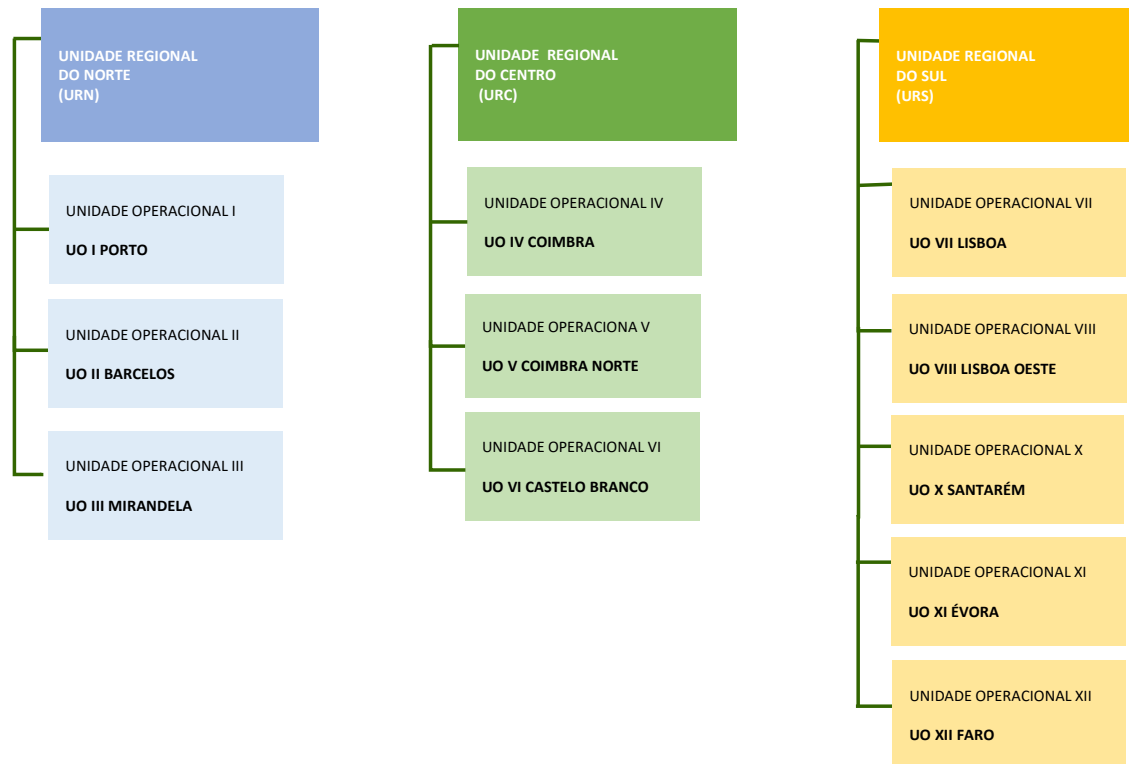 UNIDADE REGIONAL
DO NORTE
(URN)
UNIDADE OPERACIONAL I
UO I PORTO
UNIDADE OPERACIONAL II
UO II BARCELOS
UNIDADE OPERACIONAL III
UO III MIRANDELA
UNIDADE REGIONAL
DO CENTRO
(URC)
UNIDADE OPERACIONAL IV
UO IV COIMBRA
UNIDADE OPERACIONA V
UO V COIMBRA NORTE
UNIDADE OPERACIONAL VI
UO VI CASTELO BRANCO
UNIDADE REGIONAL
DO SUL
(URS)
UNIDADE OPERACIONAL VII
UO VII LISBOA
UNIDADE OPERACIONAL VIII
UO VIII LISBOA OESTE
UNIDADE OPERACIONAL X
UO X SANTARÉM
UNIDADE OPERACIONAL XI
UO XI ÉVORA
UNIDADE OPERACIONAL XII
UO XII FARO